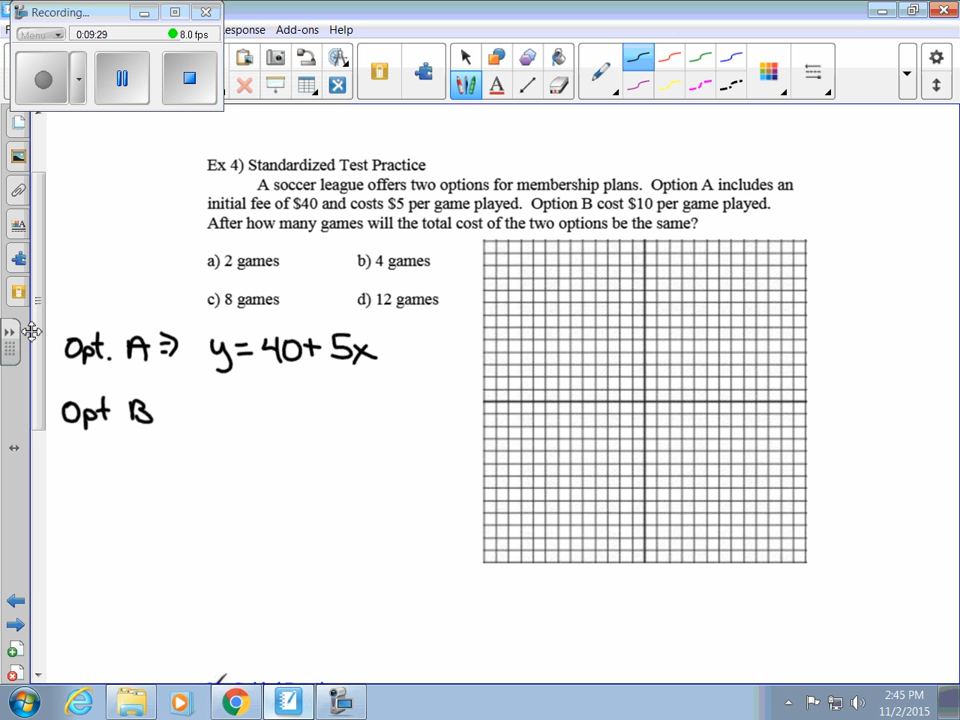 Recording...
Menu
0:09:29
8.0 fps
esponse Add-ons Help
Ex 4) Standardized Test Practice
A soccer league offers two options for membership plans. Option A includes an
initial fee of $40 and costs $5 per game played. Option B cost $10 per game played.
After how many games will the total cost of the two options be the same?
a) 2 games b) 4 games
c) 8 games d) 12 games
Opt. A => y = 40 + 5x
Opt B
2:45 PM
11/2/2015